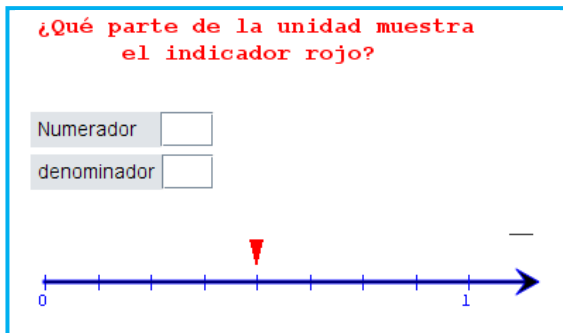 ¿Qué parte de la unidad muestra
el indicador rojo?
Numerador
denominador
0 1